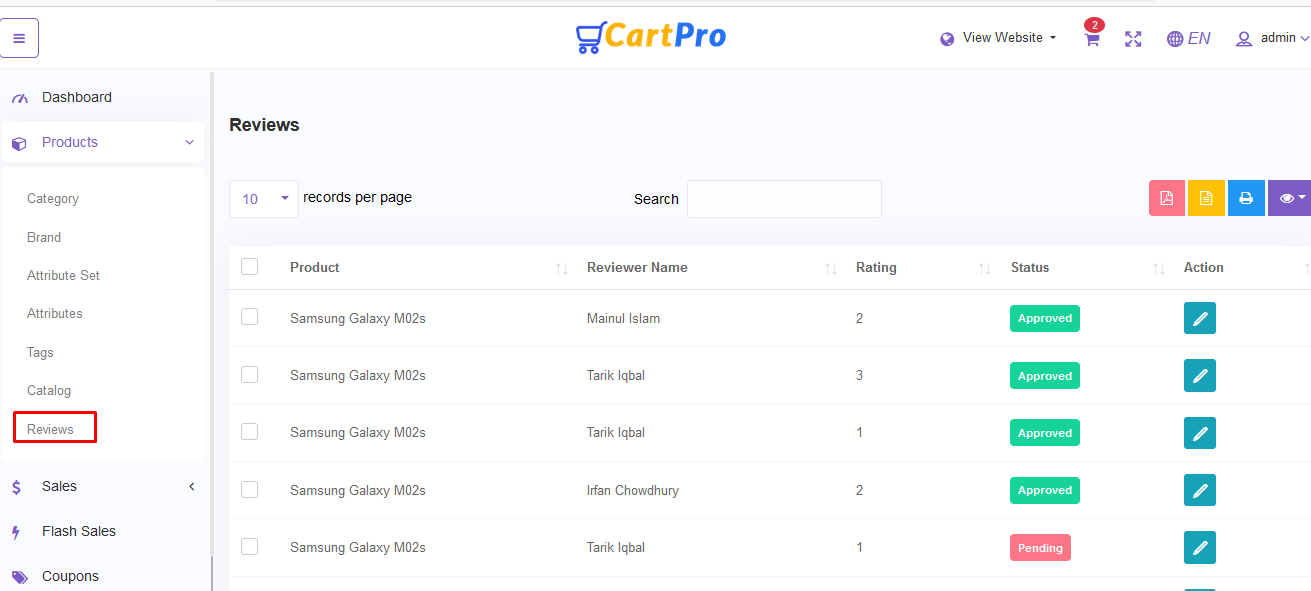 CartPro
View Website
2
EN
admin
Dashboard
Products
Category
Brand
Attribute Set
Attributes
Tags
Catalog
Reviews
Sales
Flash Sales
Coupons
Reviews
10 records per page
Search
Product Reviewer Name Rating Status Action
Samsung Galaxy M02s Mainul Islam 2 Approved
Samsung Galaxy M02s Tarik Iqbal 3 Approved
Samsung Galaxy M02s Tarik Iqbal 1 Approved
Samsung Galaxy M02s Irfan Chowdhury 2 Approved
Samsung Galaxy M02s Tarik Iqbal 1 Pending